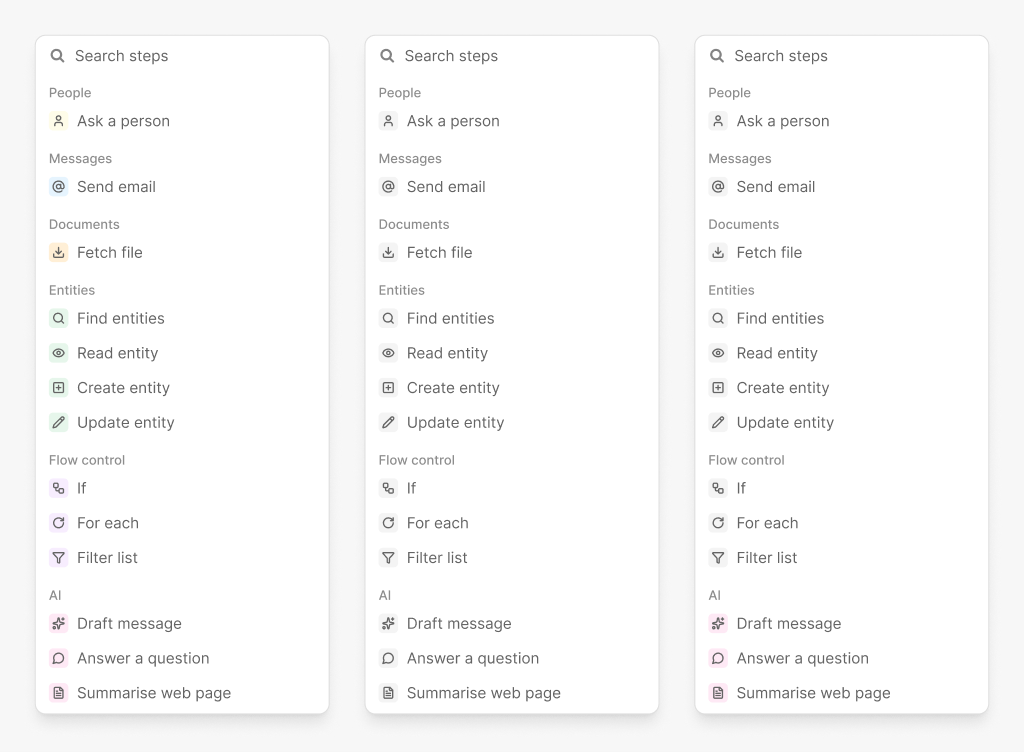 Search steps
People
Ask a person
Messages
Send email
Documents
Fetch file
Entities
Find entities
Read entity
Create entity
Update entity
Flow control
If
For each
Filter list
AI
Draft message
Answer a question
Summarise web page
Search steps
People
Ask a person
Messages
Send email
Documents
Fetch file
Entities
Find entities
Read entity
Create entity
Update entity
Flow control
If
For each
Filter list
AI
Draft message
Answer a question
Summarise web page
Search steps
People
Ask a person
Messages
Send email
Documents
Fetch file
Entities
Find entities
Read entity
Create entity
Update entity
Flow control
If
For each
Filter list
AI
Draft message
Answer a question
Summarise web page